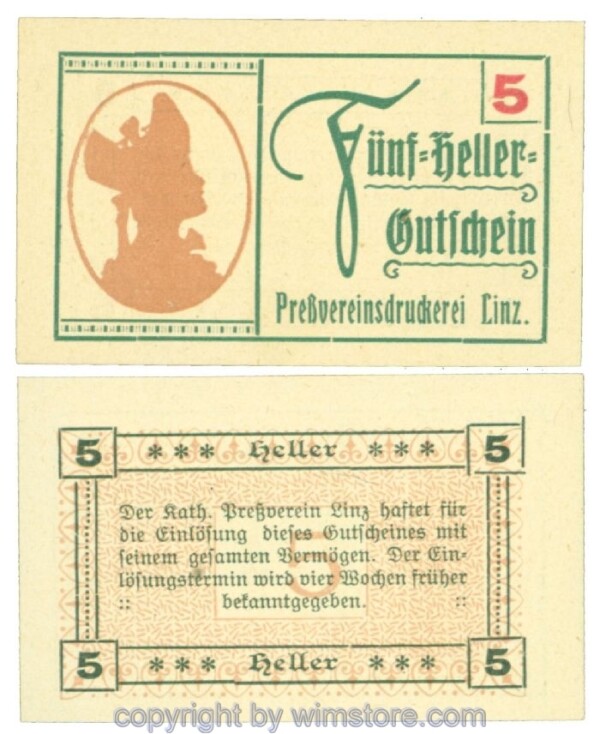 5
Fünf-Heller-
Gutschein
Preßvereinsdruckerei Linz.
5 *** Heller *** 5
Der Kath. Preßverein Linz haftet für
die Einlösung dieses Gutscheines mit
seinem gesamten Vermögen. Der Ein-
lösungstermin wird vier Wochen früher
:: bekanntgegeben. ::
5
5 *** Heller *** 5
copyright by wimstore.com